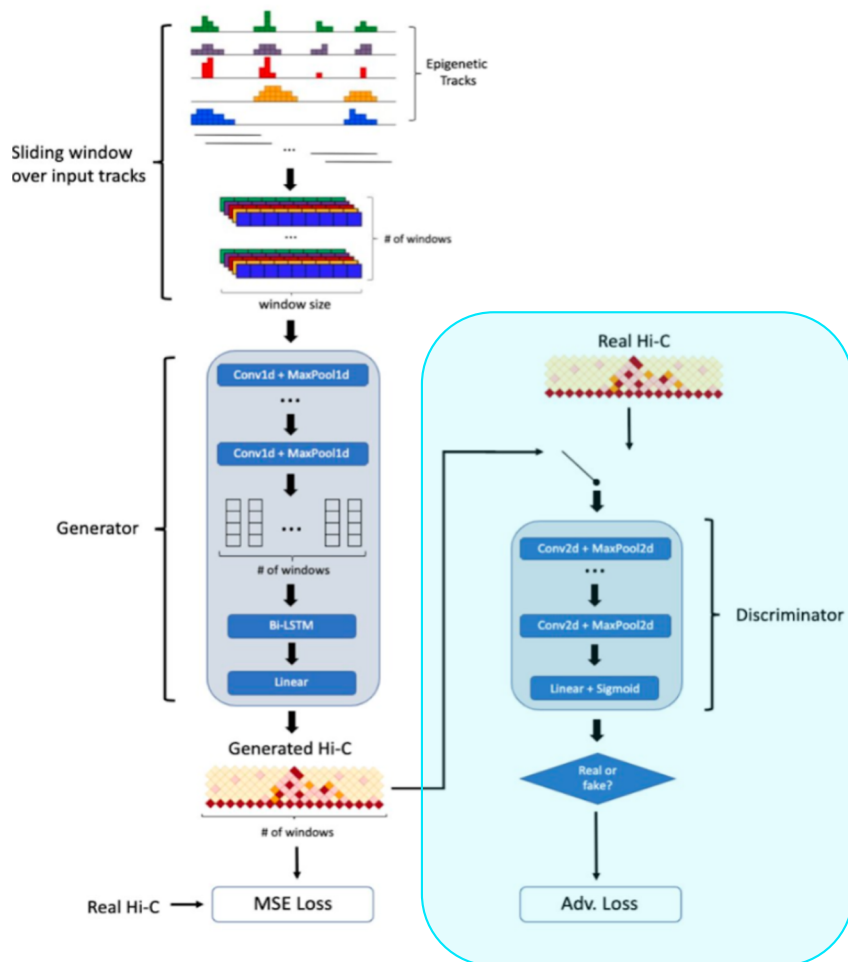 Epigenetic
Tracks
Sliding window
over input tracks
...
...
# of windows
window size
Generator
Conv1d + MaxPool1d
...
Conv1d + MaxPool1d
...
# of windows
Bi-LSTM
Linear
Generated Hi-C
# of windows
Real Hi-C
MSE Loss
Real Hi-C
Conv2d + MaxPool2d
...
Conv2d + MaxPool2d
Linear + Sigmoid
Discriminator
Real or
fake?
Adv. Loss